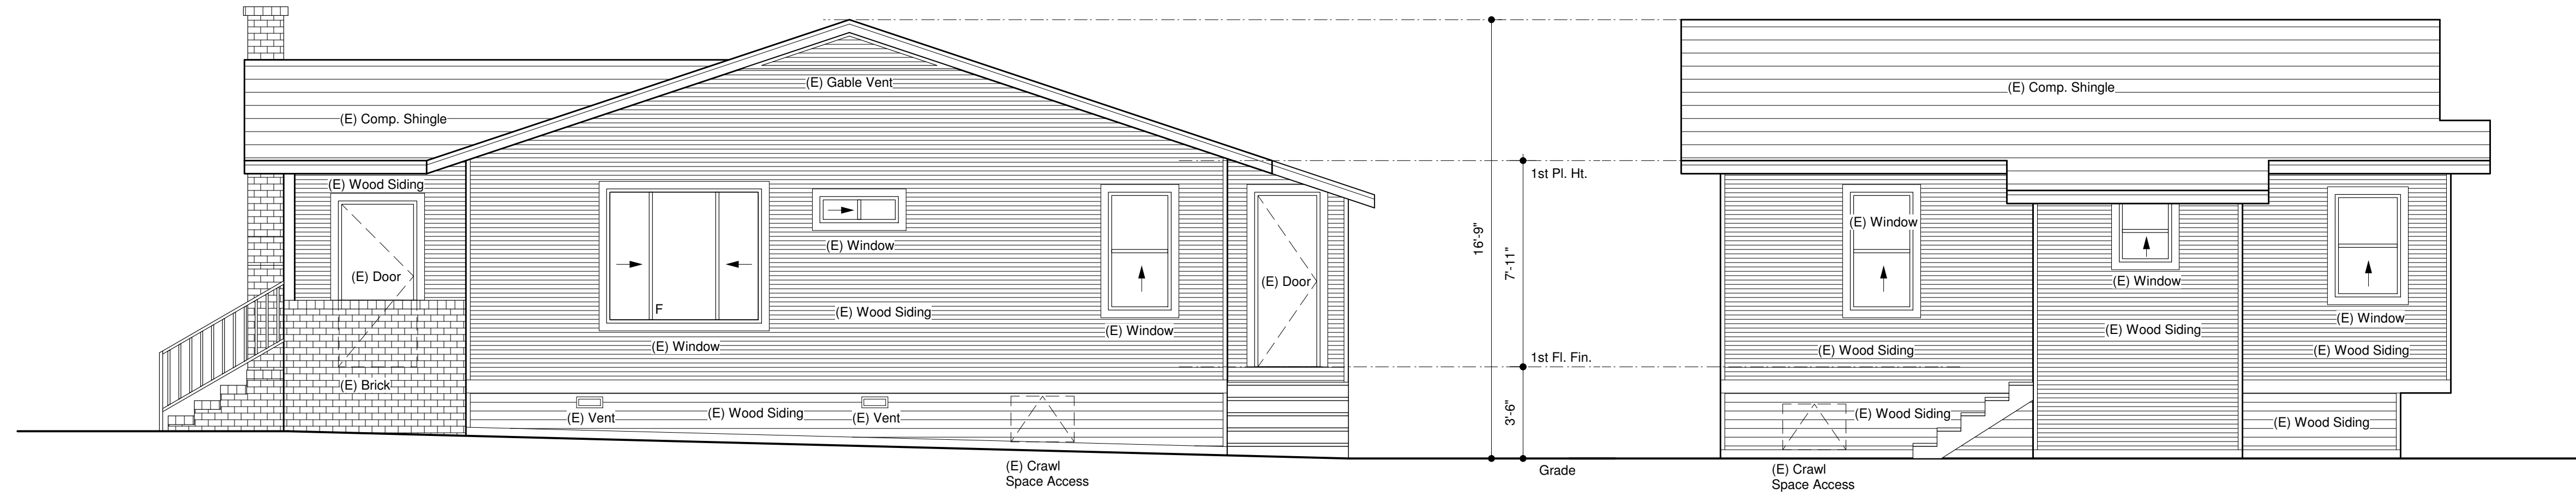 (E) Gable Vent
(E) Comp. Shingle
(E) Wood Siding
(E) Door
(E) Brick
F
(E) Window
(E) Window
(E) Wood Siding
(E) Window
(E) Door
(E) Vent
(E) Wood Siding
(E) Vent
(E) Crawl
Space Access
16'-9"
7'-11"
3'-6"
1st Pl. Ht.
1st Fl. Fin.
Grade
(E) Comp. Shingle
(E) Window
(E) Wood Siding
(E) Wood Siding
(E) Crawl
Space Access
(E) Window
(E) Wood Siding
(E) Window
(E) Wood Siding
(E) Wood Siding